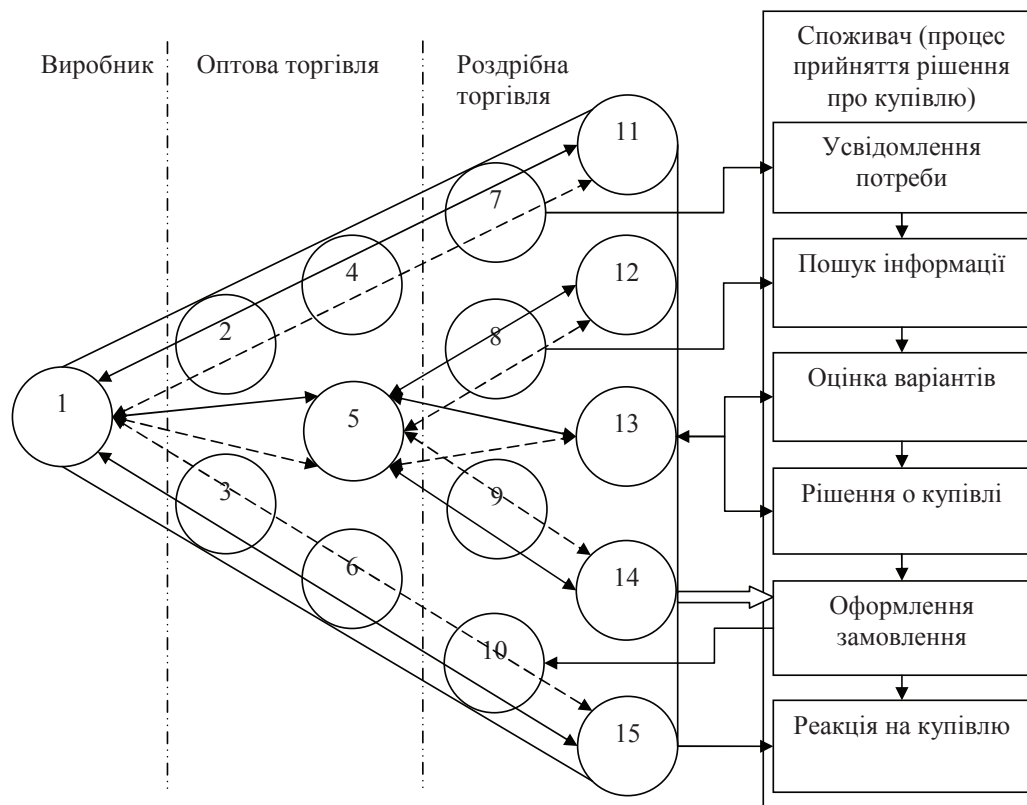 Виробник
Оптова торгівля
Роздрібна
торгівля
Споживач (процес
прийняття рішення
про купівлю)
11
Усвідомлення
потреби
7
12
Пошук інформації
4
2
8
Оцінка варіантів
1
5
13
3
9
Рішення о купівлі
6
14
Оформлення
замовлення
10
15
Реакція на купівлю